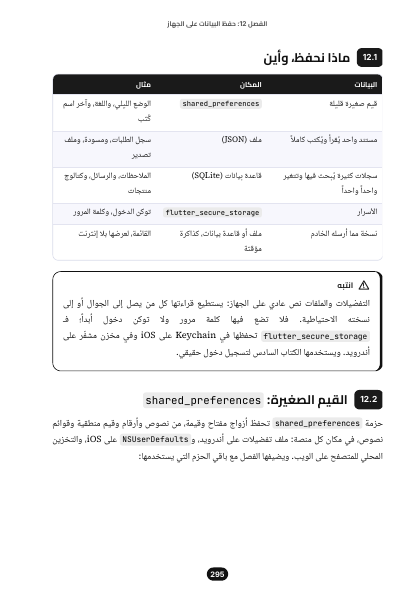 الفصل 12: حفظ البيانات على الجهاز
12.1 ماذا نحفظ، وأين
البيانات المكان مثال
قيم صغيرة قليلة shared_preferences الوضع الليلي، واللغة، وآخر اسم
كُتب
مستند واحد يُقرأ ويُكتب كاملاً ملف (JSON) سجل الطلبات، ومسودة، وملف
تصدير
سجلات كثيرة يُبحث فيها وتتغير قاعدة بيانات (SQLite) الملاحظات، والرسائل، وكتالوج
واحداً واحداً منتجات
الأسرار flutter_secure_storage توكن الدخول، وكلمة المرور
نسخة مما أرسله الخادم ملف أو قاعدة بيانات، كذاكرة القائمة، لعرضها بلا إنترنت
مؤقتة
انتبه
التفضيلات والملفات نص عادي على الجهاز: يستطيع قراءتها كل من يصل إلى الجوال أو إلى
نسخته الاحتياطية. فلا تضع فيها كلمة مرور ولا توكن دخول أبداً؛ فـ
flutter_secure_storage تحفظها في Keychain على iOS وفي مخزن مشفّر على
أندرويد. ويستخدمها الكتاب السادس لتسجيل دخول حقيقي.
12.2 القيم الصغيرة: shared_preferences
حزمة shared_preferences تحفظ أزواج مفتاح وقيمة، من نصوص وأرقام وقيم منطقية وقوائم
نصوص، في مكان كل منصة: ملف تفضيلات على أندرويد، و NSUserDefaults على iOS، والتخزين
المحلي للمتصفح على الويب. ويضيفها الفصل مع باقي الحزم التي يستخدمها:
295